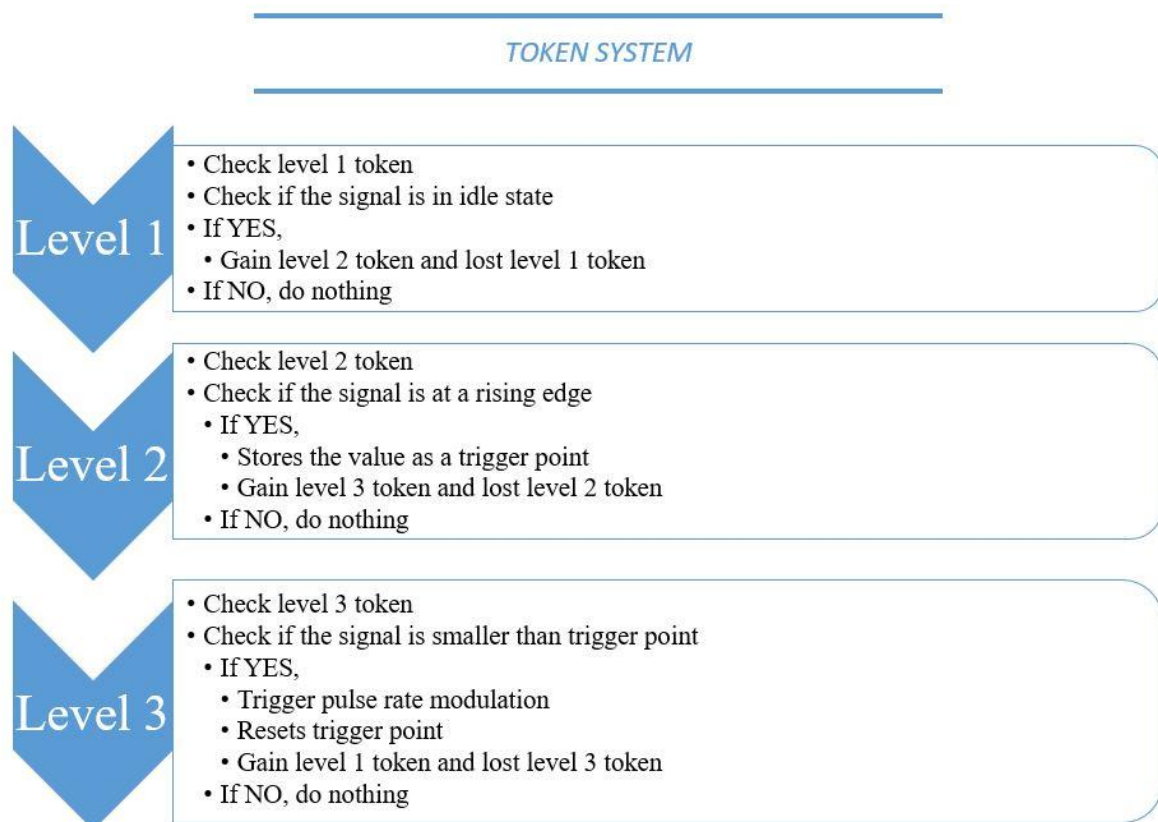 TOKEN SYSTEM
Level 1
• Check level 1 token
• Check if the signal is in idle state
• If YES,
• Gain level 2 token and lost level 1 token
• If NO, do nothing
Level 2
• Check level 2 token
• Check if the signal is at a rising edge
• If YES,
• Stores the value as a trigger point
• Gain level 3 token and lost level 2 token
• If NO, do nothing
Level 3
• Check level 3 token
• Check if the signal is smaller than trigger point
• If YES,
• Trigger pulse rate modulation
• Resets trigger point
• Gain level 1 token and lost level 3 token
• If NO, do nothing